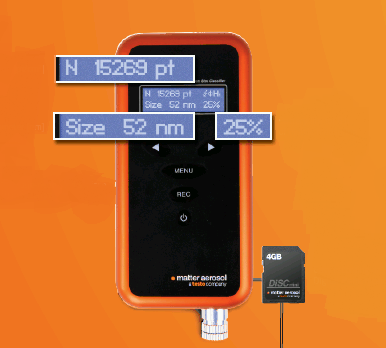 N 15269 pt
N 15269 pt
Size 52 nm 25%
Size 52 nm
25%
MENU
REC
matter aerosol
a testo company
4GB
DiSC
matter aerosol